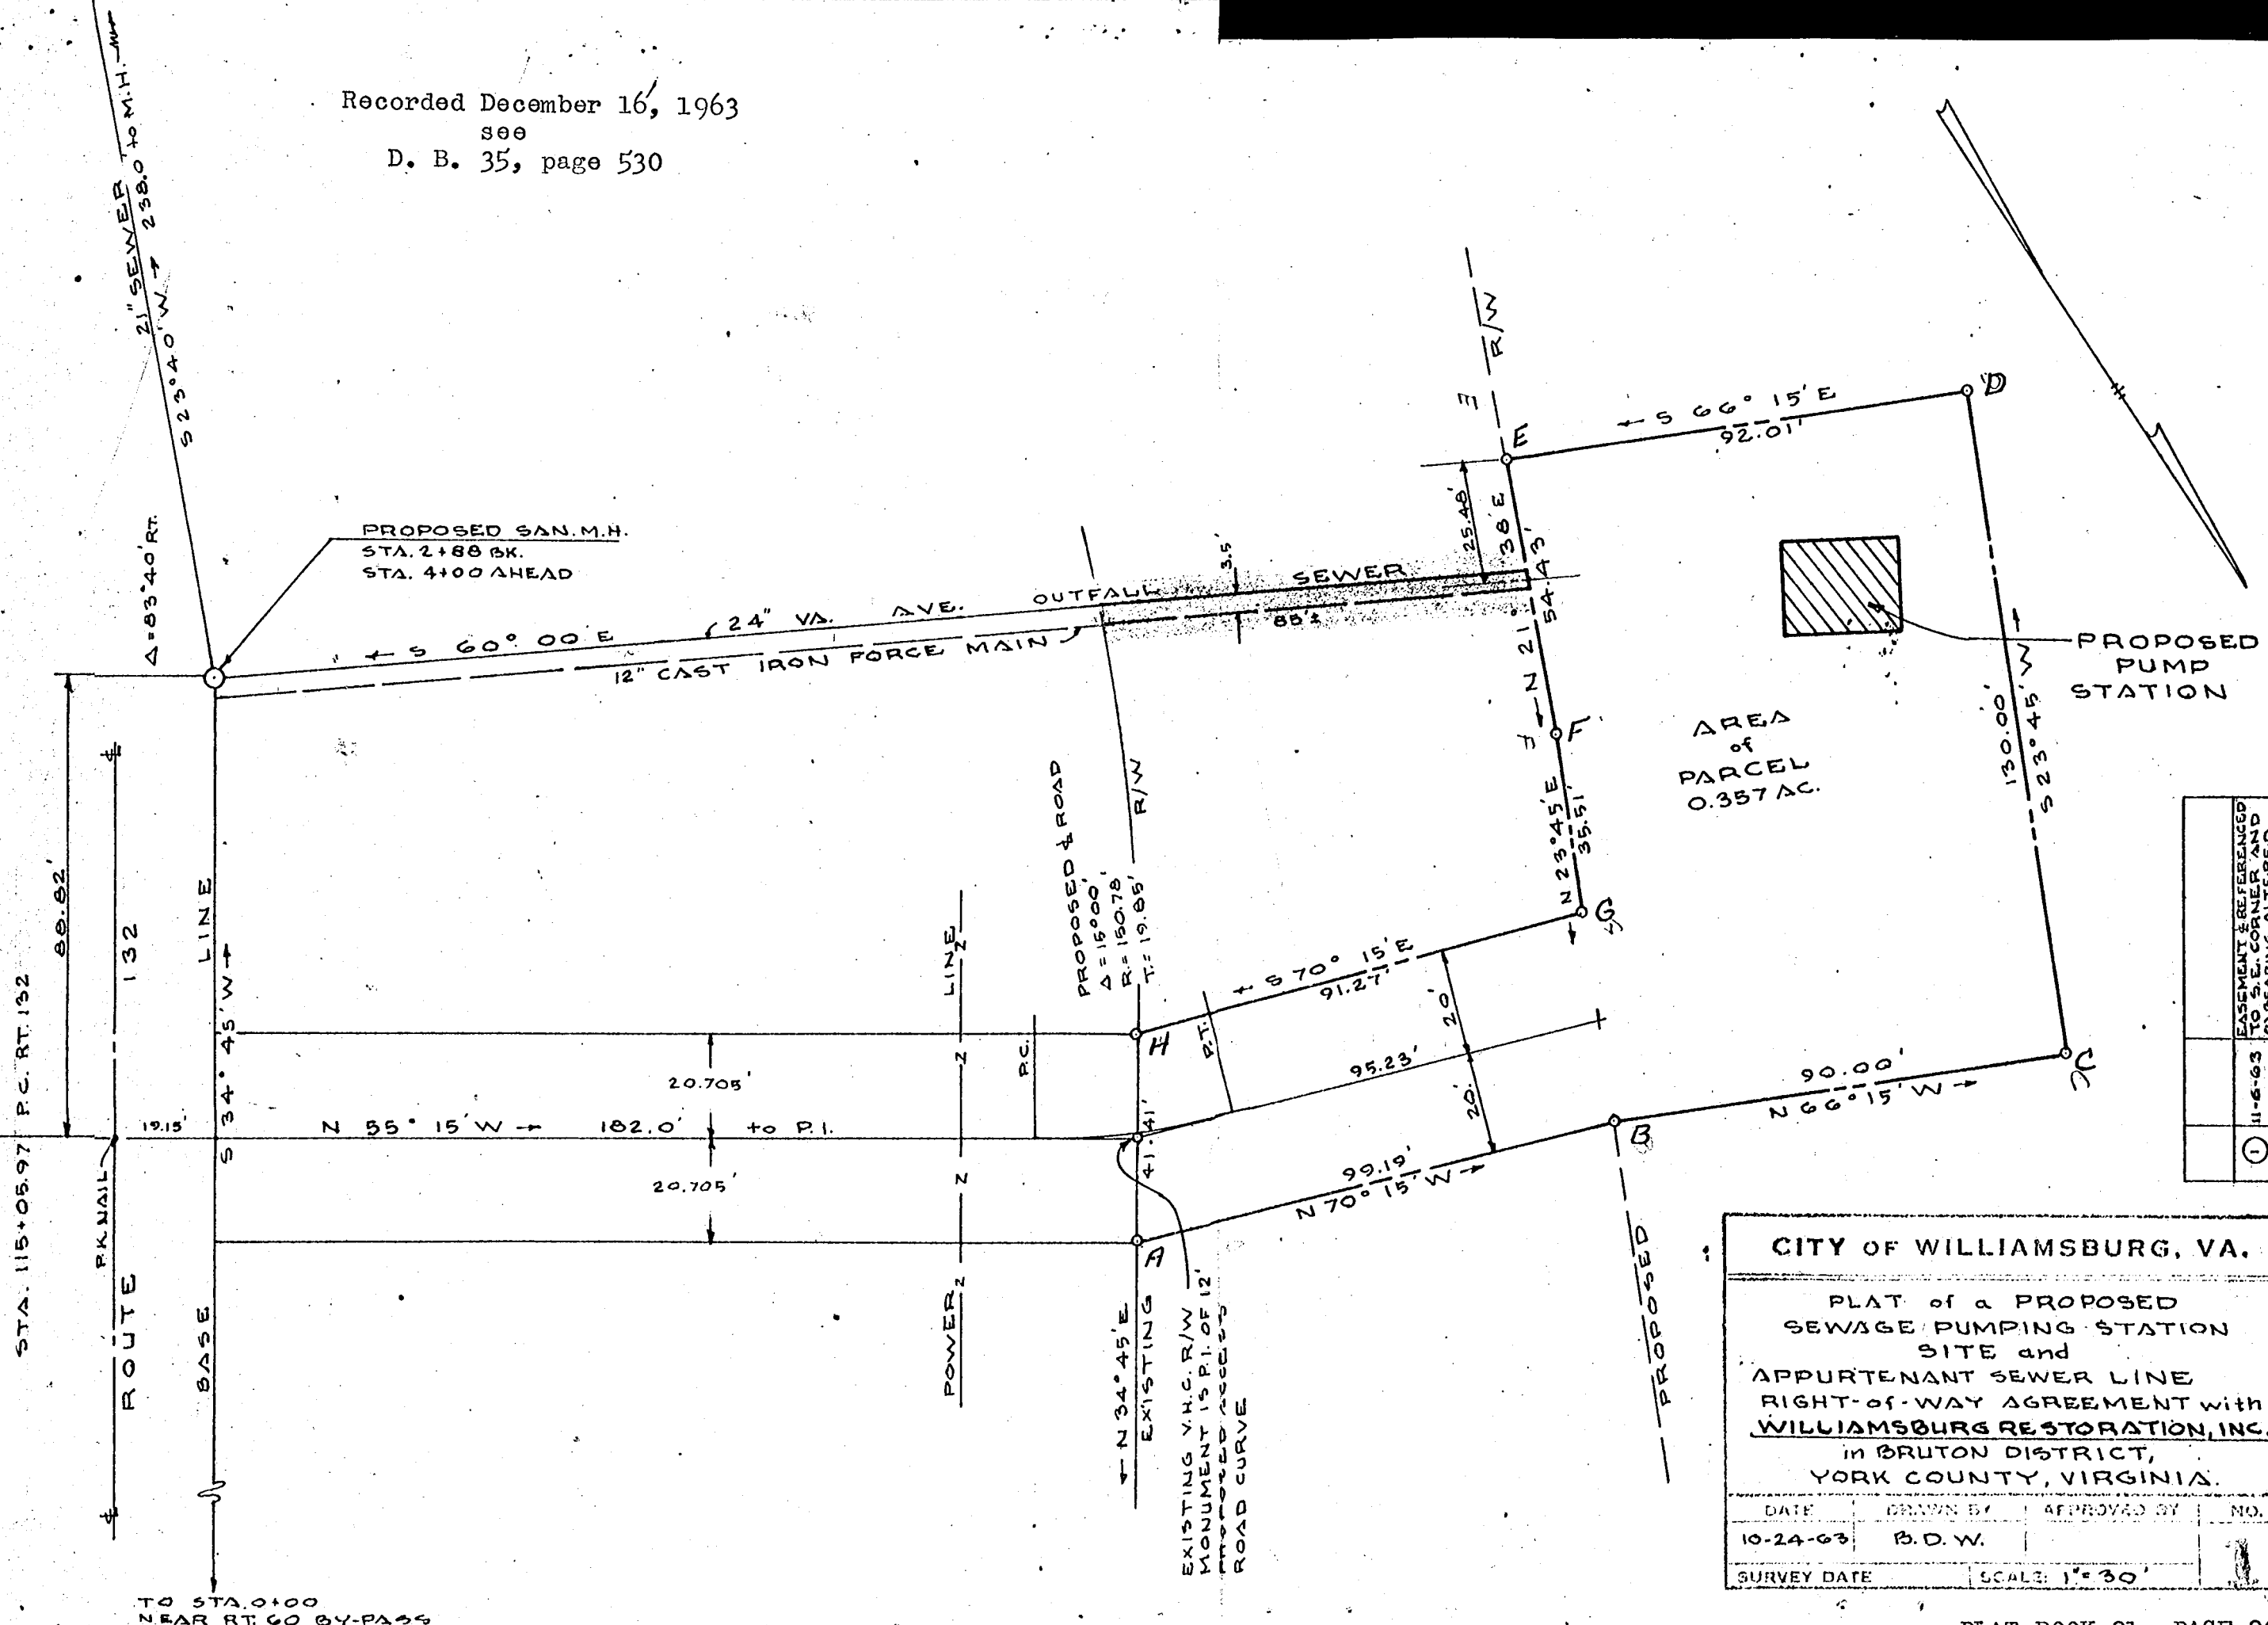 Recorded December 16, 1963
see
D. B. 35, page 530
21" SEWER
238.0 to M.H.
S 23° 40' W
Δ = 83° 40' RT.
PROPOSED SAN. M.H.
STA. 2+88 BK.
STA. 4+00 AHEAD
S 60° 00' E
24" VA. AVE. OUTFALL SEWER
12" CAST IRON FORCE MAIN
3.5'
85'±
25.48'
R/W
E
S 66° 15' E
92.01'
D
N 21° 38' E
54.43'
F
N 23° 45' E
35.51'
G
PROPOSED
PUMP
STATION
AREA
of
PARCEL
0.357 AC.
130.00'
S 23° 45' W
C
90.00'
N 66° 15' W
B
99.19'
N 70° 15' W
A
S 70° 15' E
91.27'
H
20'
20'
95.23'
P.T.
P.C.
41.41'
PROPOSED ℄ ROAD
Δ = 15° 00'
R = 150.78'
T. = 19.85'
R/W
POWER LINE
20.705'
20.705'
N 55° 15' W 182.0' to P.I.
19.15'
88.82'
STA. 115+05.97 P.C. RT. 132
P.K. NAIL
ROUTE 132
BASE LINE
S 34° 45' W
TO STA. 0+00
NEAR RT. 60 BY-PASS
N 34° 45' E
EXISTING
EXISTING V.H.C. R/W
MONUMENT IS P.I. OF 12'
PROPOSED ACCESS
ROAD CURVE
PROPOSED
1 11-6-63
EASEMENT ℄ REFERENCED
TO S.E. CORNER AND
CITY OF WILLIAMSBURG, VA.
PLAT of a PROPOSED
SEWAGE PUMPING STATION
SITE and
APPURTENANT SEWER LINE
RIGHT-of-WAY AGREEMENT with
WILLIAMSBURG RESTORATION, INC.
in BRUTON DISTRICT,
YORK COUNTY, VIRGINIA.
DATE DRAWN BY APPROVED BY NO.
10-24-63 B.D.W.
SURVEY DATE SCALE: 1" = 30'